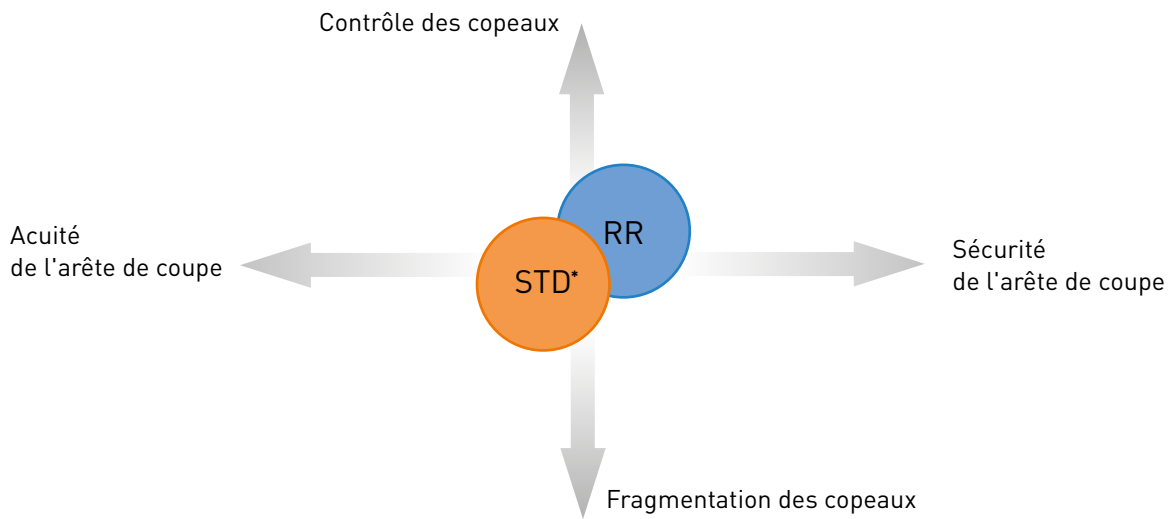 Contrôle des copeaux
RR
Acuité
de l'arête de coupe
STD*
Sécurité
de l'arête de coupe
Fragmentation des copeaux